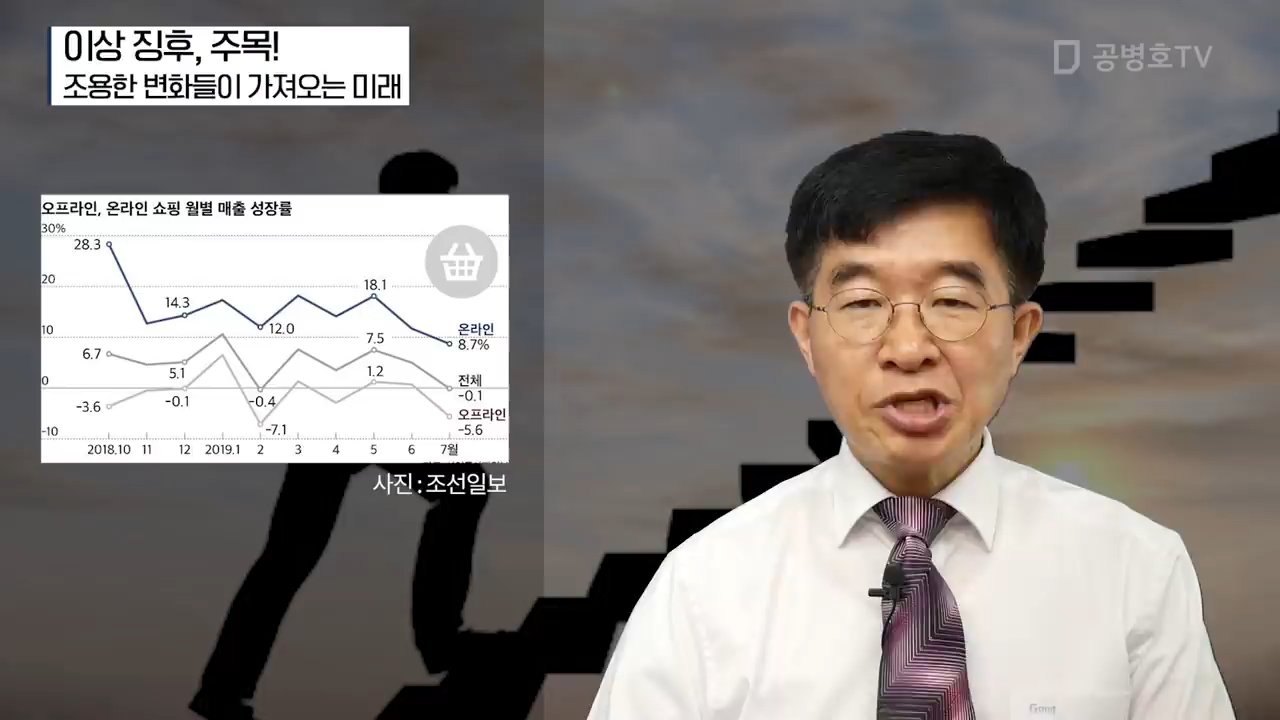 이상 징후, 주목!
조용한 변화들이 가져오는 미래
공병호TV
오프라인, 온라인 쇼핑 월별 매출 성장률
30%
28.3
20
18.1
14.3
12.0
온라인
8.7%
10
7.5
6.7
5.1
전체
-0.1
0
1.2
-0.4
-0.1
-3.6
오프라인
-5.6
-7.1
-10
2018.10 11 12 2019.1 2 3 4 5 6 7월
사진 : 조선일보